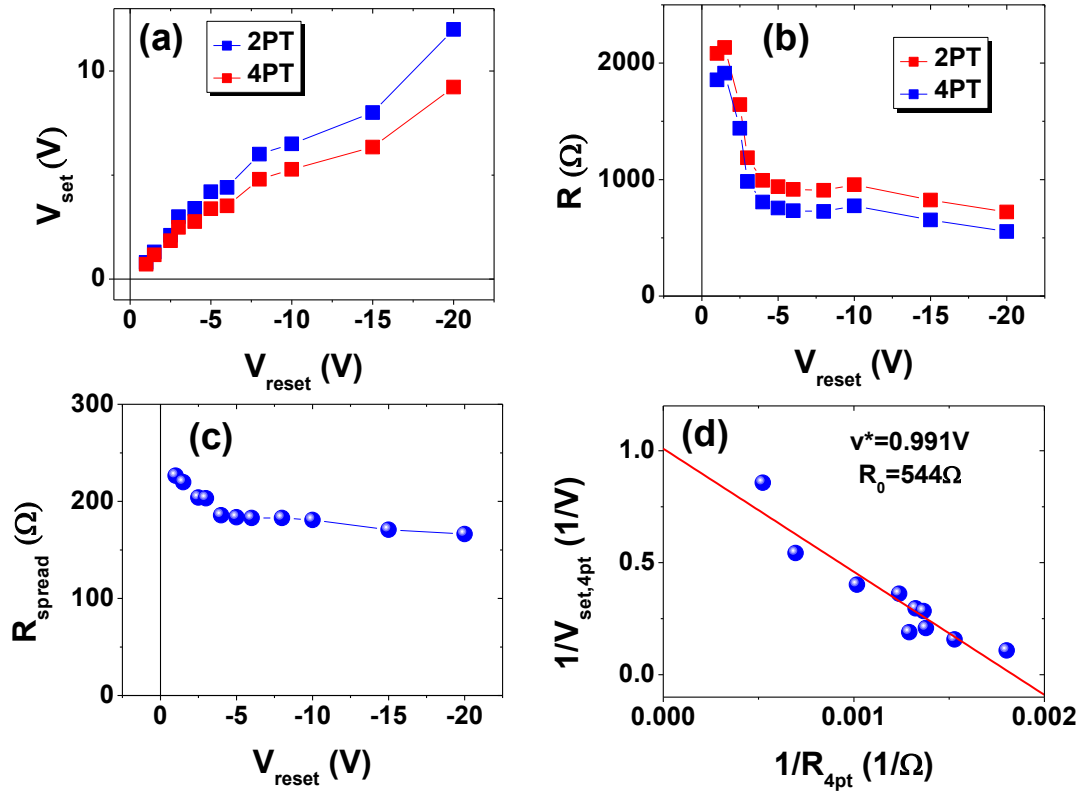 (a)
2PT
4PT
V_set (V)
10
0
0 -5 -10 -15 -20
V_reset (V)
(b)
2PT
4PT
R (Ω)
2000
1000
0
0 -5 -10 -15 -20
V_reset (V)
(c)
R_spread (Ω)
300
200
100
0
0 -5 -10 -15 -20
V_reset (V)
(d)
v*=0.991V
R_0=544Ω
1/V_set,4pt (1/V)
1.0
0.5
0.0
0.000 0.001 0.002
1/R_4pt (1/Ω)